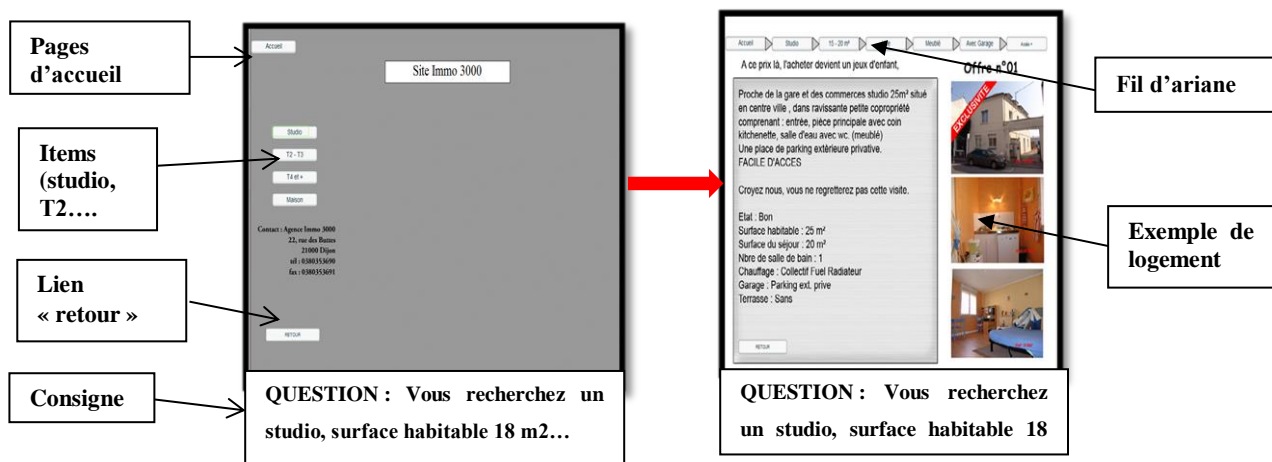 Pages
d'accueil
Items
(studio,
T2….
Lien
« retour »
Consigne
Accueil
Site Immo 3000
Studio
T2 - T3
T4 et +
Maison
Contact : Agence Immo 3000
22, rue des Buttes
21000 Dijon
tél : 0380353690
fax : 0380353691
RETOUR
QUESTION : Vous recherchez un
studio, surface habitable 18 m2…
Accueil Studio 15 - 20 m² Meublé Avec Garage
A ce prix là, l'acheter devient un jeux d'enfant,
Offre n°01
Proche de la gare et des commerces studio 25m² situé
en centre ville , dans ravissante petite copropriété
comprenant : entrée, pièce principale avec coin
kitchenette, salle d'eau avec wc. (meublé)
Une place de parking extèrieure privative.
FACILE D'ACCES
Croyez nous, vous ne regretterez pas cette visite.
Etat : Bon
Surface habitable : 25 m²
Surface du séjour : 20 m²
Nbre de salle de bain : 1
Chauffage : Collectif Fuel Radiateur
Garage : Parking ext. prive
Terrasse : Sans
RETOUR
EXCLUSIVITE
QUESTION : Vous recherchez
un studio, surface habitable 18
Fil d'ariane
Exemple de
logement